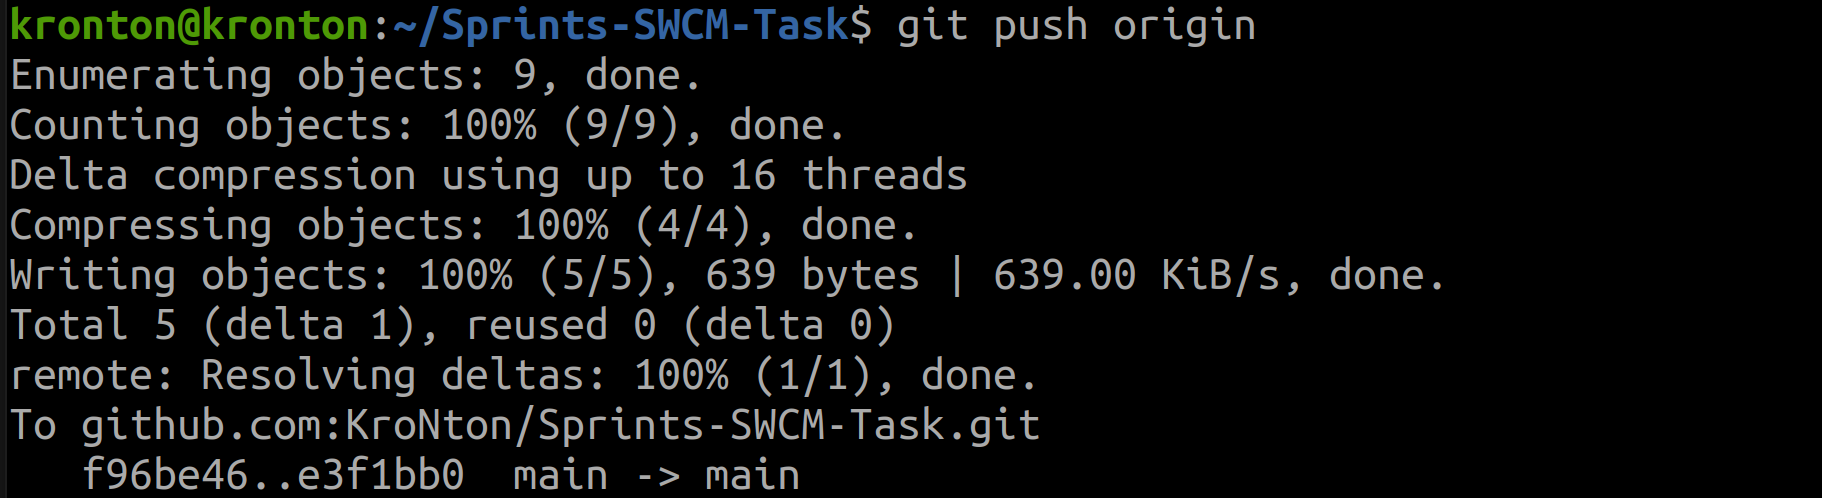 kronton@kronton:~/Sprints-SWCM-Task$ git push origin
Enumerating objects: 9, done.
Counting objects: 100% (9/9), done.
Delta compression using up to 16 threads
Compressing objects: 100% (4/4), done.
Writing objects: 100% (5/5), 639 bytes | 639.00 KiB/s, done.
Total 5 (delta 1), reused 0 (delta 0)
remote: Resolving deltas: 100% (1/1), done.
To github.com:KroNton/Sprints-SWCM-Task.git
   f96be46..e3f1bb0  main -> main